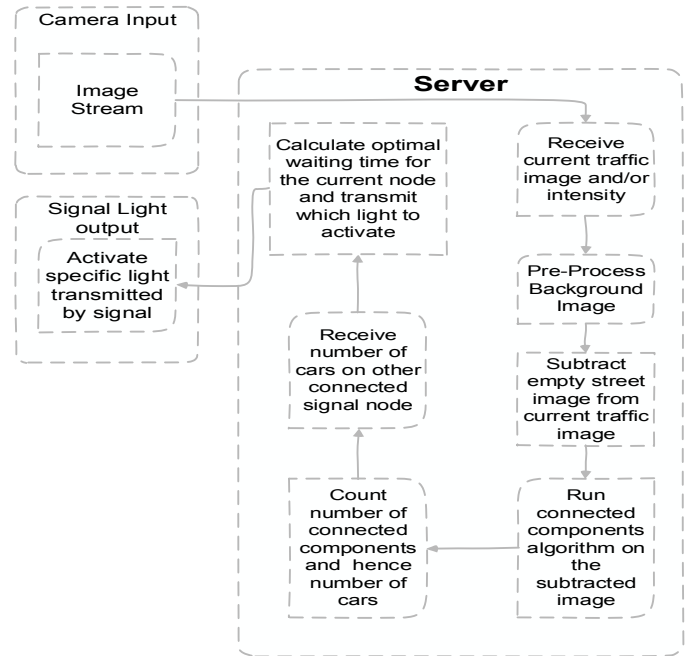 Camera Input
Image
Stream
Server
Receive
current traffic
image and/or
intensity
Pre-Process
Background
Image
Subtract
empty street
image from
current traffic
image
Run
connected
components
algorithm on
the
subtracted
image
Count
number of
connected
components
and hence
number of
cars
Receive
number of
cars on other
connected
signal node
Calculate optimal
waiting time for
the current node
and transmit
which light to
activate
Signal Light
output
Activate
specific light
transmitted
by signal